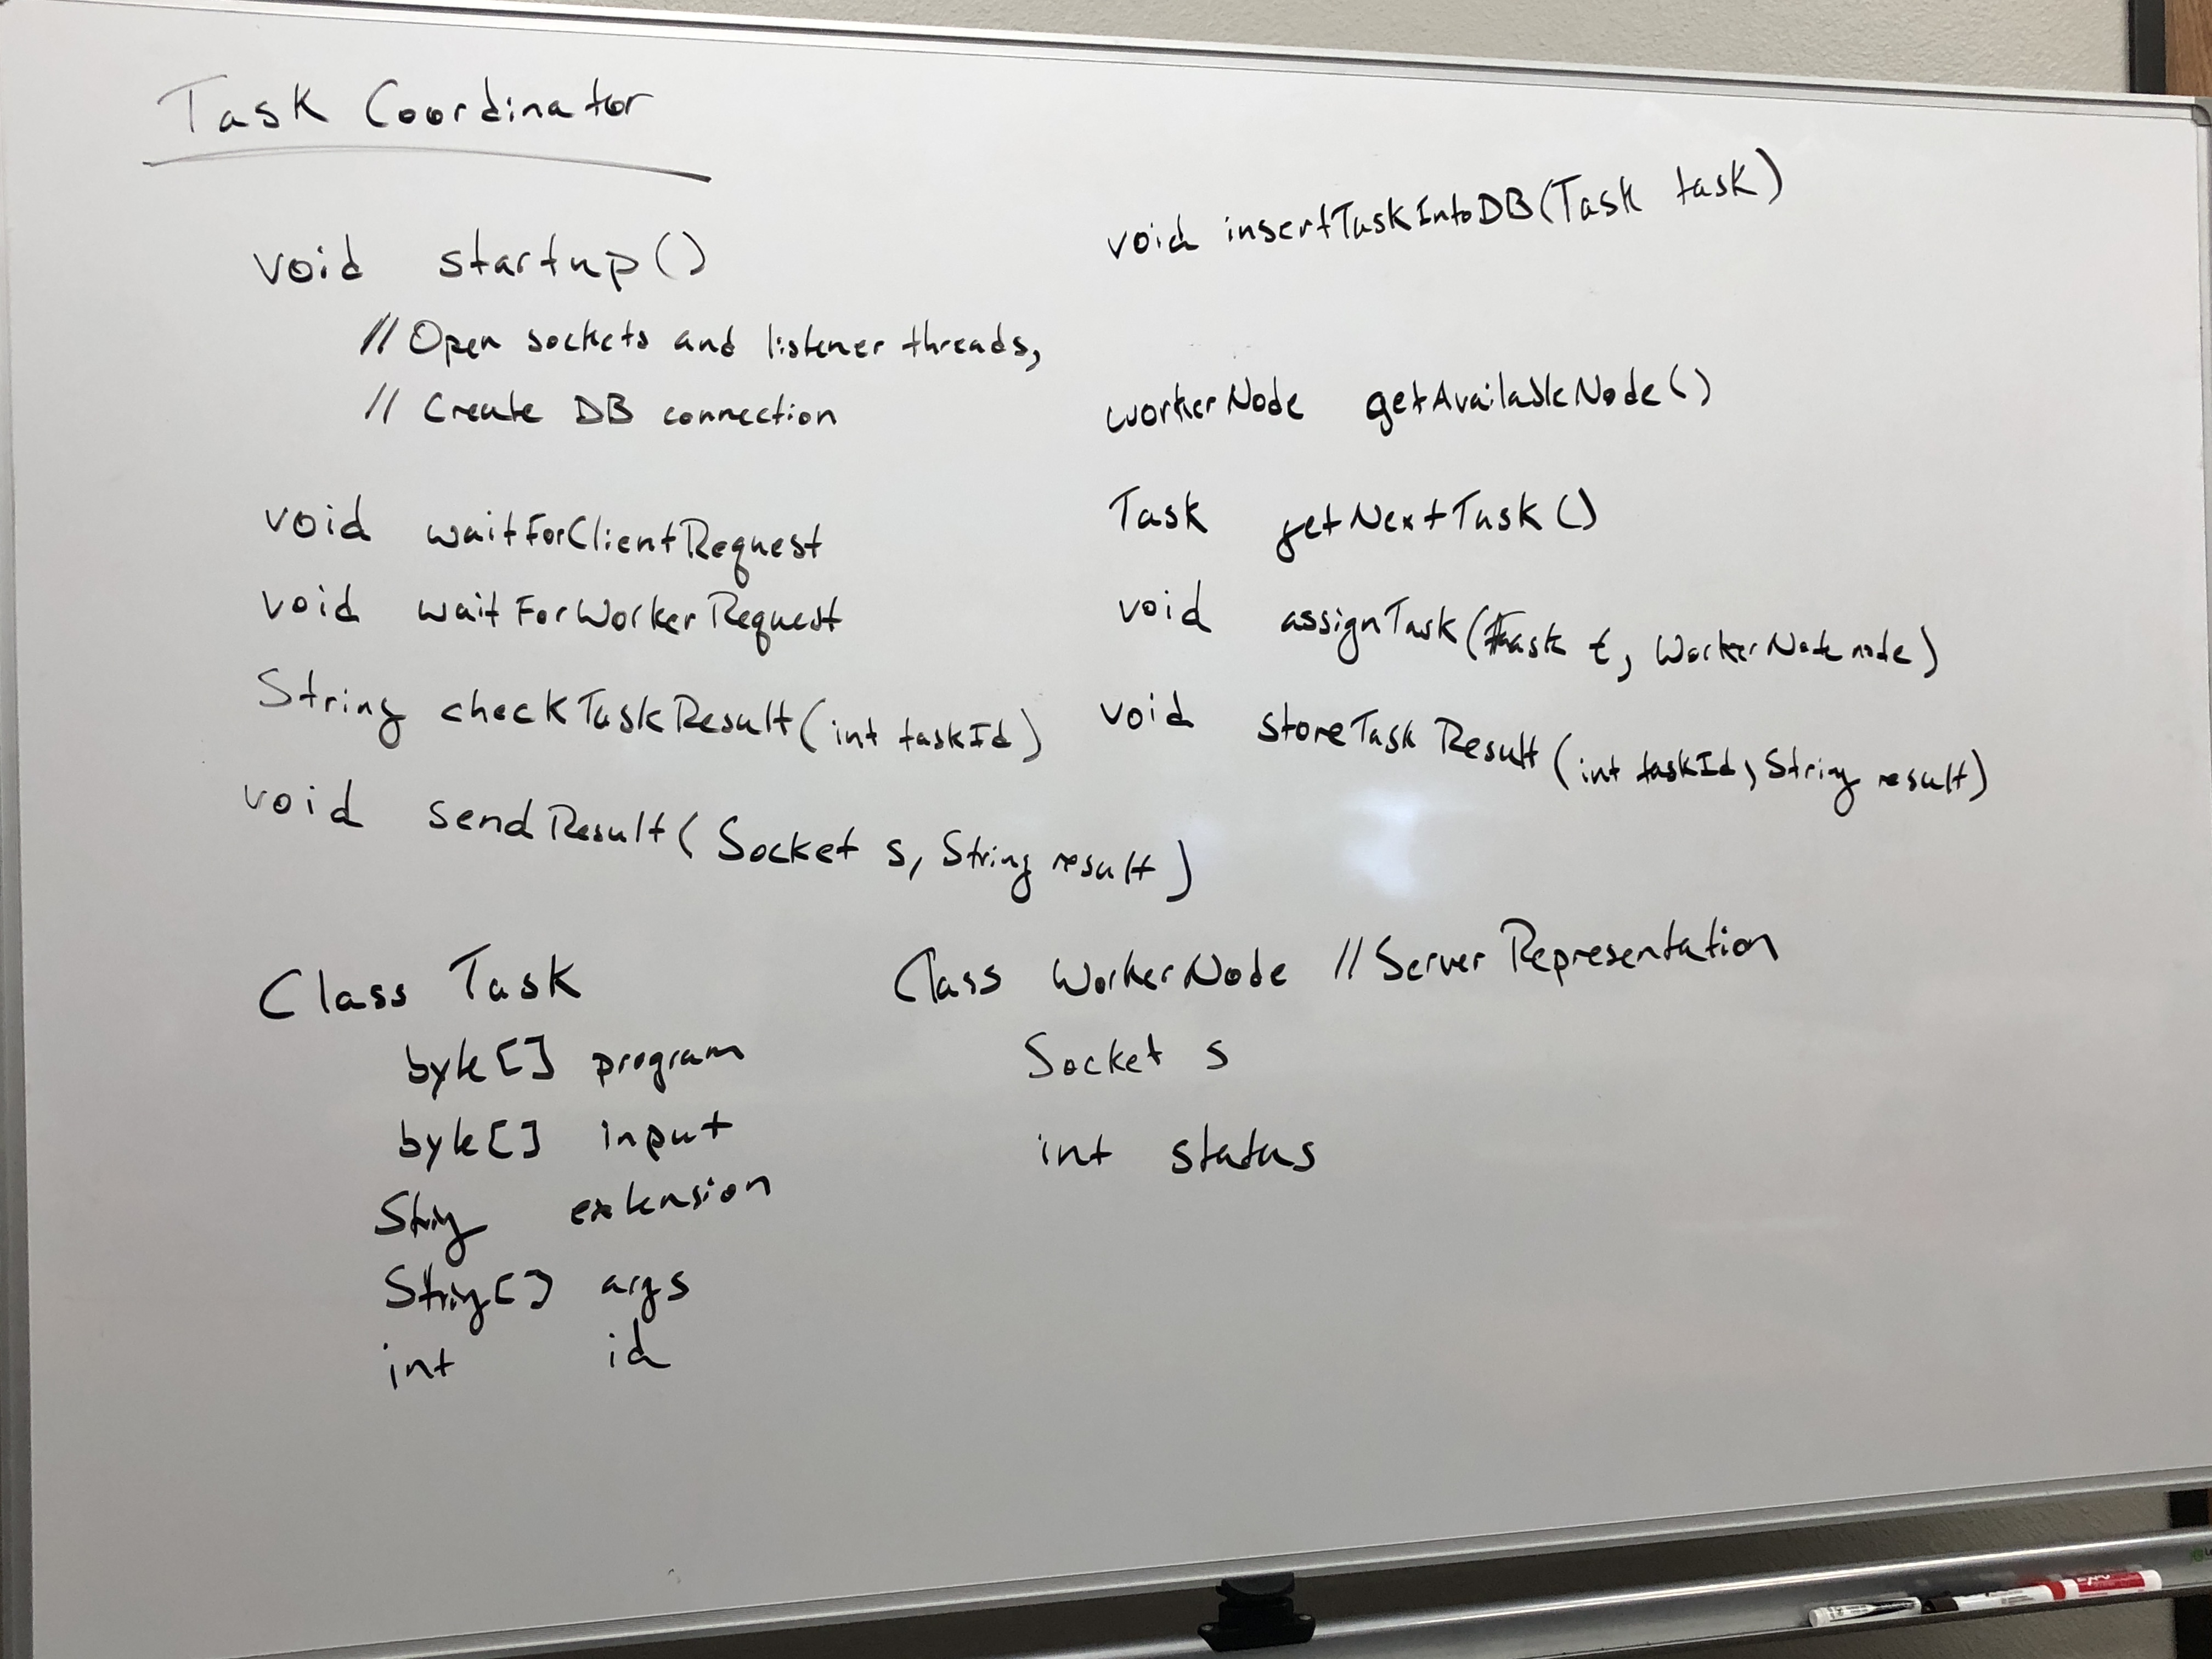 Task Coordinator
void startup()
// Open sockets and listener threads,
// Create DB connection
void waitForClientRequest
void waitForWorkerRequest
String checkTaskResult(int taskId)
void sendResult(Socket s, String result)
void insertTaskIntoDB(Task task)
workerNode getAvailableNode()
Task getNextTask()
void assignTask(task t, WorkerNode node)
void storeTaskResult(int taskId, String result)
Class Task
byte[] program
byte[] input
String extension
String[] args
int id
Class WorkerNode // Server Representation
Socket s
int status